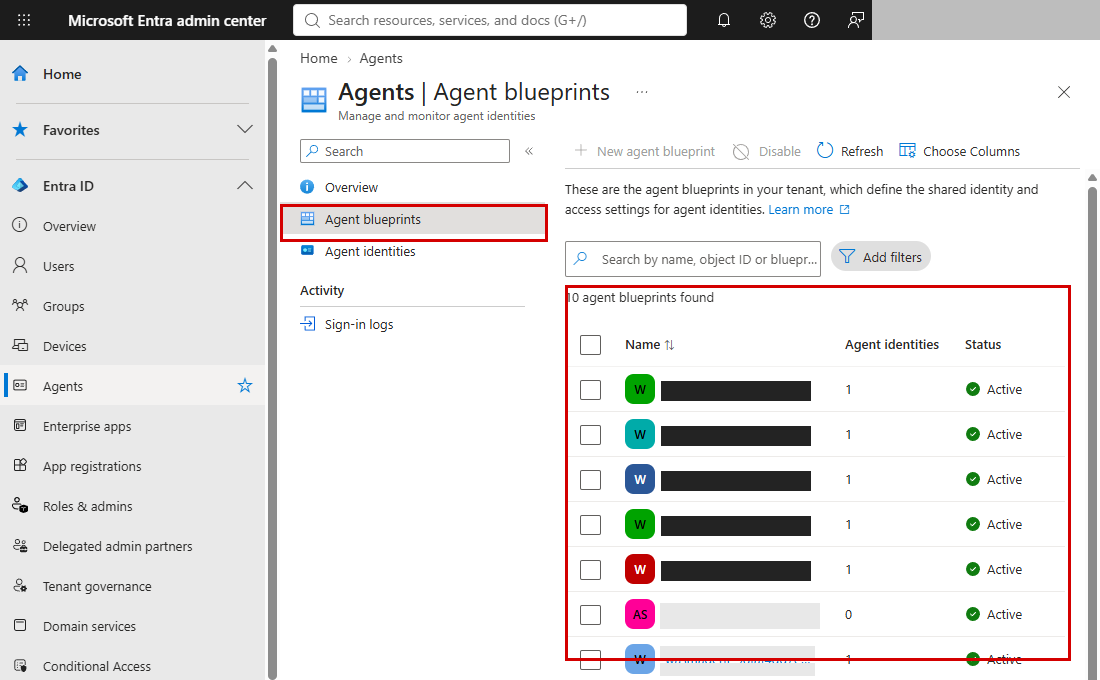 Microsoft Entra admin center
Search resources, services, and docs (G+/)
Home
Favorites
Entra ID
Overview
Users
Groups
Devices
Agents
Enterprise apps
App registrations
Roles & admins
Delegated admin partners
Tenant governance
Domain services
Conditional Access
Home › Agents
Agents | Agent blueprints ...
Manage and monitor agent identities
Search «
Overview
Agent blueprints
Agent identities
Activity
Sign-in logs
New agent blueprint Disable Refresh Choose Columns
These are the agent blueprints in your tenant, which define the shared identity and
access settings for agent identities. Learn more
Search by name, object ID or bluepr... Add filters
10 agent blueprints found
Name Agent identities Status
W 1 Active
W 1 Active
W 1 Active
W 1 Active
W 1 Active
AS 0 Active
W 1 Active